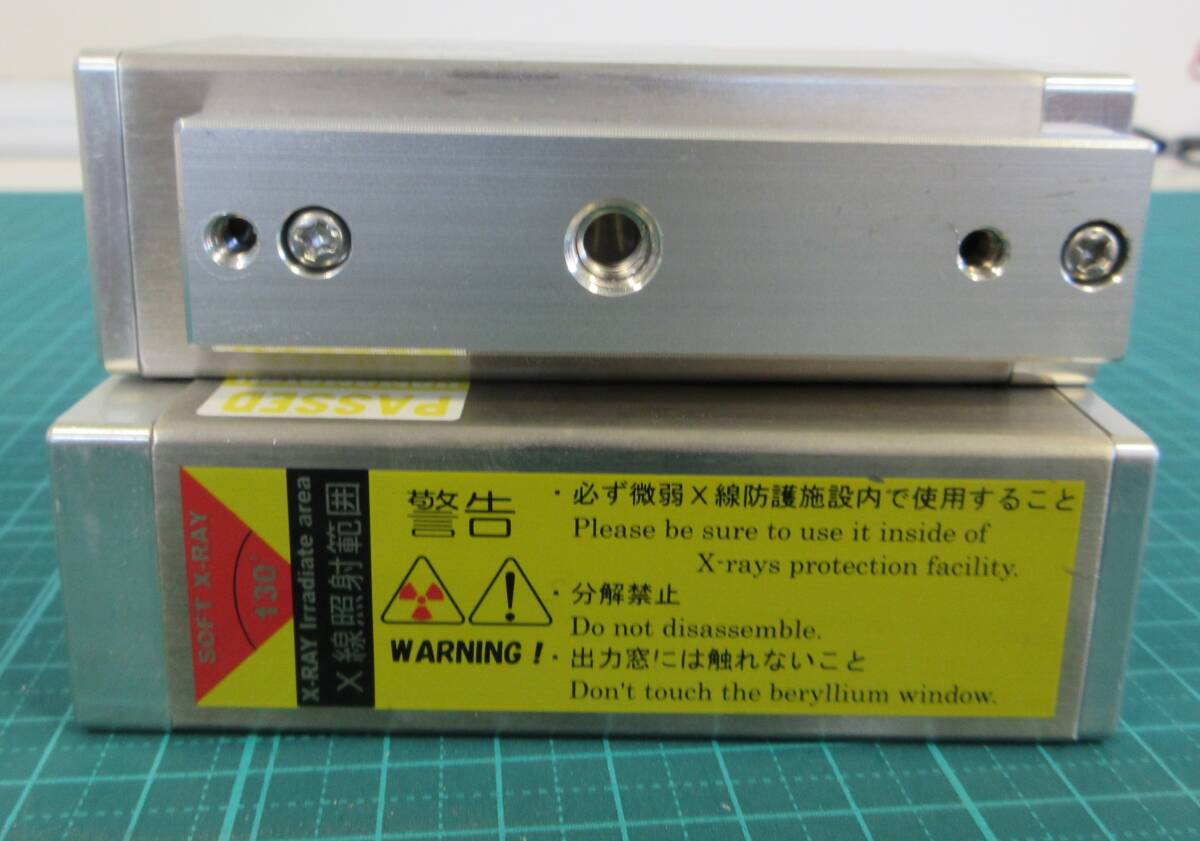 PASSED
SOFT X-RAY
130°
X-RAY Irradiate area
X線照射範囲
警告
WARNING!
・必ず微弱X線防護施設内で使用すること
Please be sure to use it inside of
X-rays protection facility.
・分解禁止
Do not disassemble.
・出力窓には触れないこと
Don't touch the beryllium window.